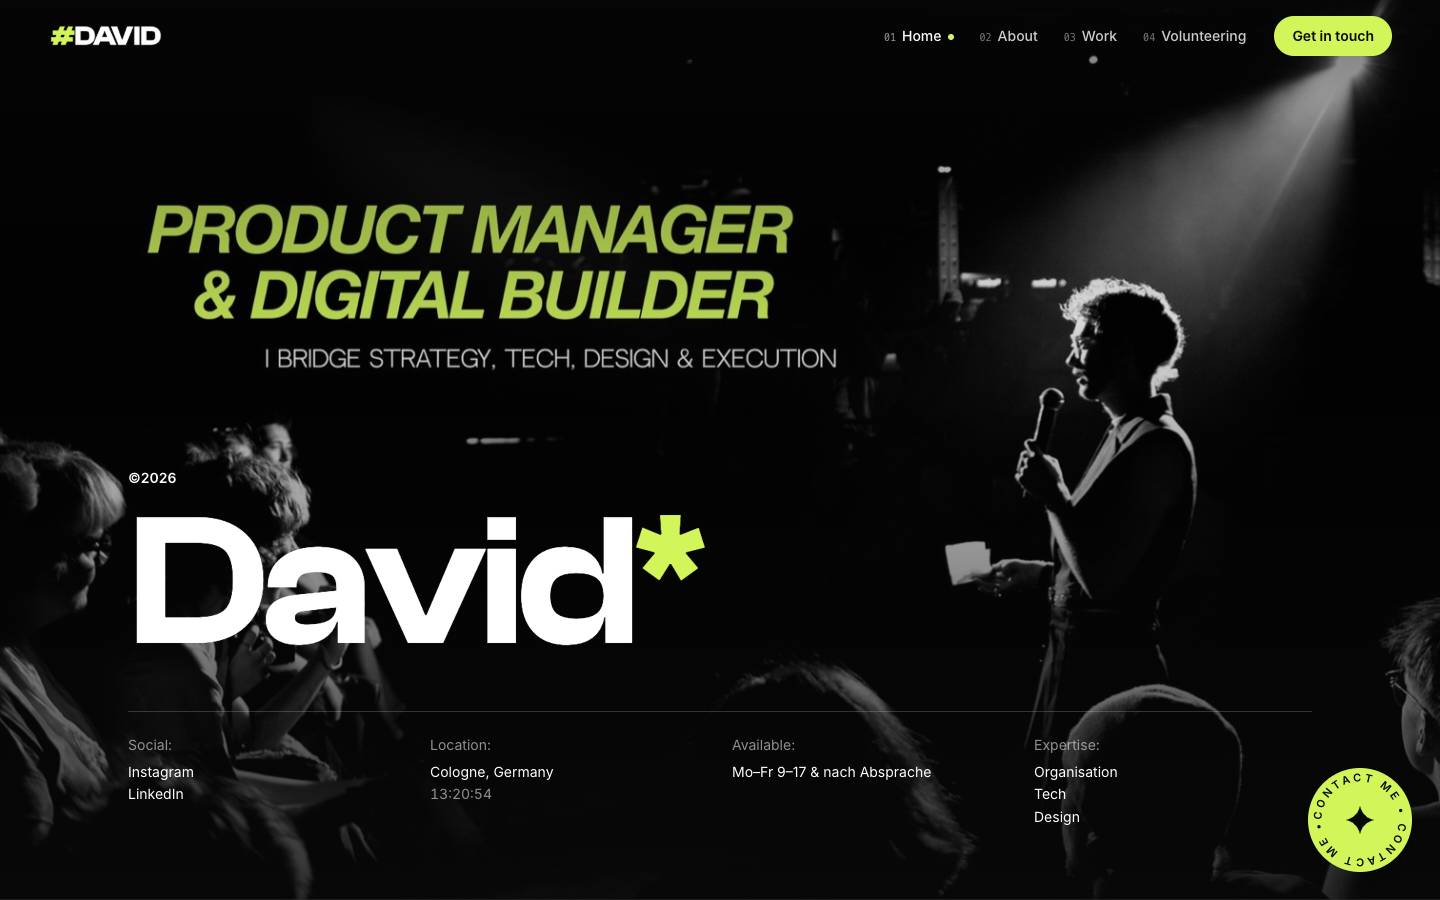 #DAVID
01 Home
02 About
03 Work
04 Volunteering
Get in touch
PRODUCT MANAGER
& DIGITAL BUILDER
I BRIDGE STRATEGY, TECH, DESIGN & EXECUTION
©2026
David*
Social:
Instagram
LinkedIn
Location:
Cologne, Germany
13:20:54
Available:
Mo–Fr 9–17 & nach Absprache
Expertise:
Organisation
Tech
Design
CONTACT ME • CONTACT ME •